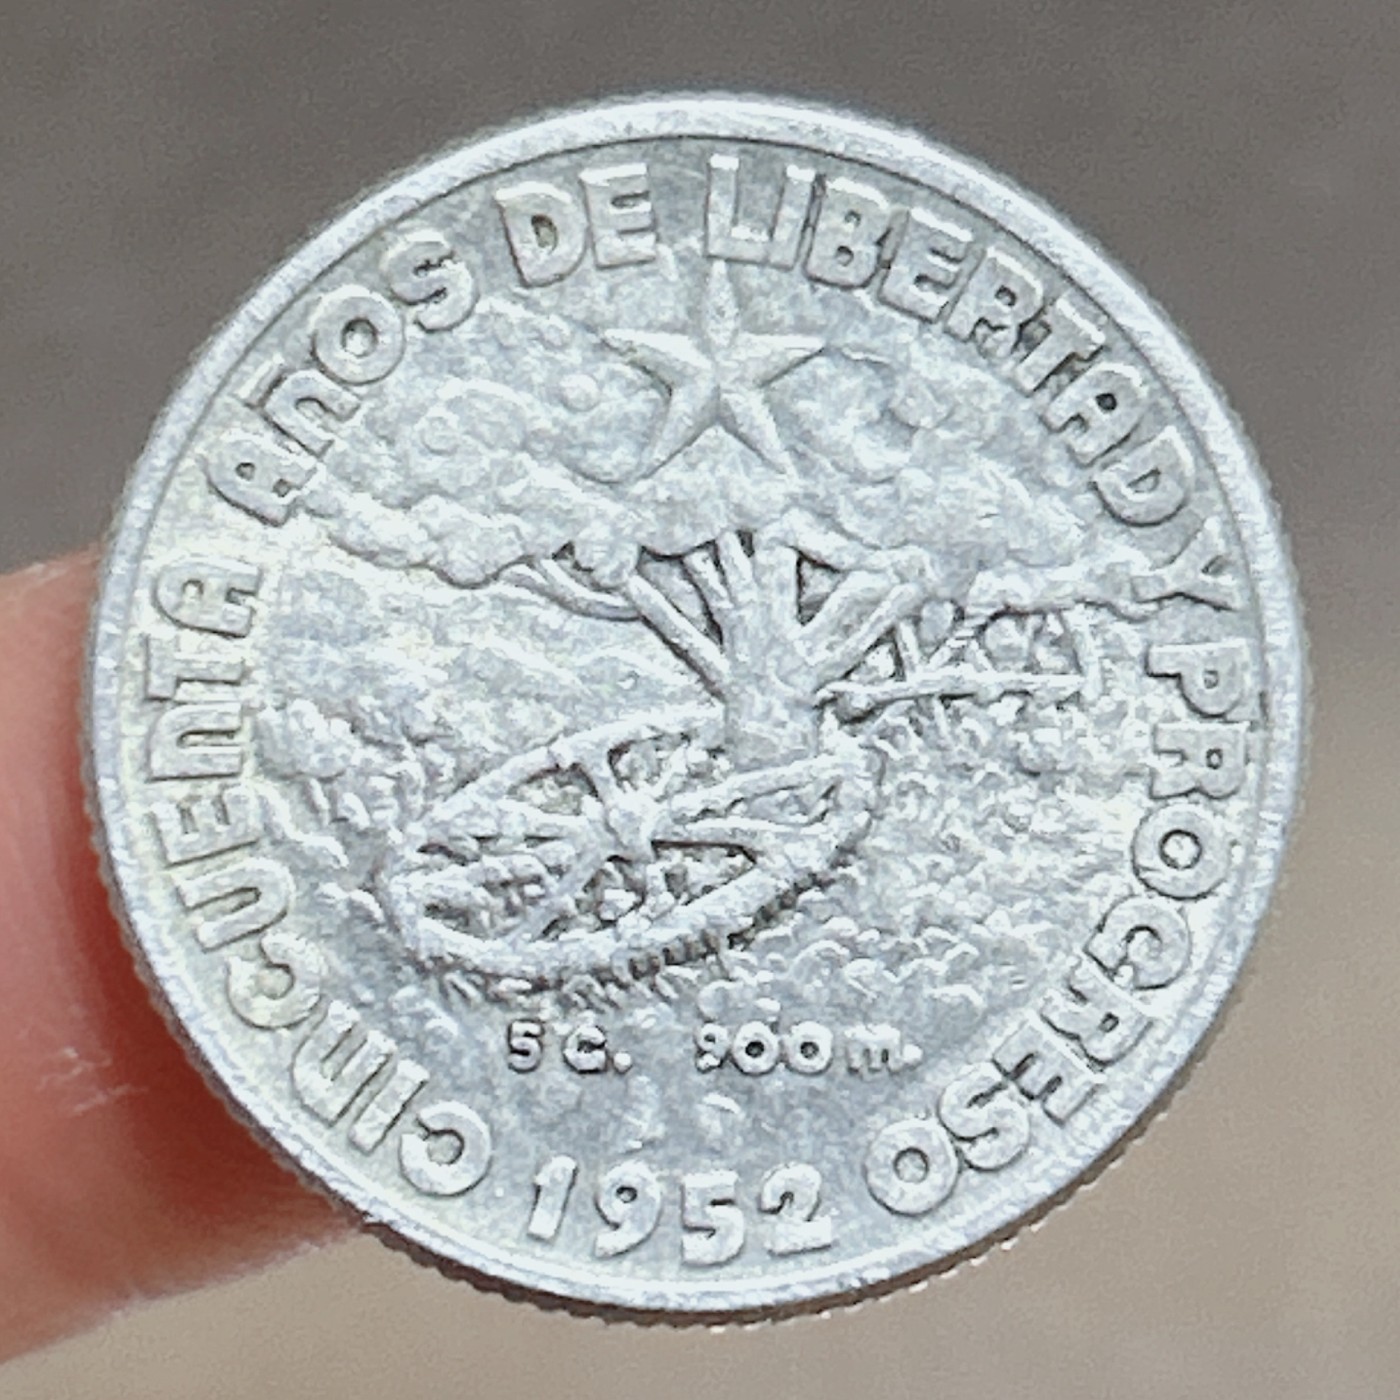 CINCUENTA AÑOS DE LIBERTAD Y PROGRESO
5 G. 900 m.
1952